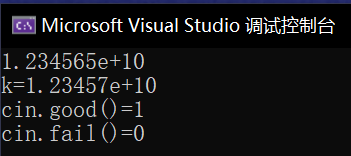 Microsoft Visual Studio 调试控制台
1.234565e+10
k=1.23457e+10
cin.good()=1
cin.fail()=0